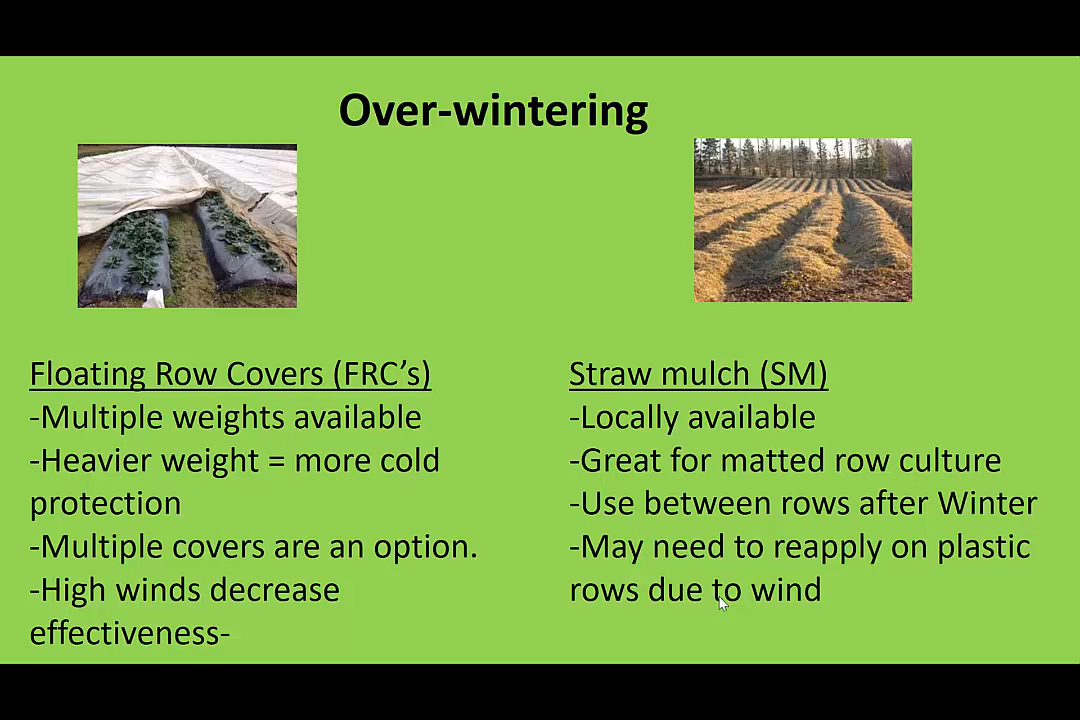 Over-wintering
Floating Row Covers (FRC’s)
-Multiple weights available
-Heavier weight = more cold
protection
-Multiple covers are an option.
-High winds decrease
effectiveness-
Straw mulch (SM)
-Locally available
-Great for matted row culture
-Use between rows after Winter
-May need to reapply on plastic
rows due to wind